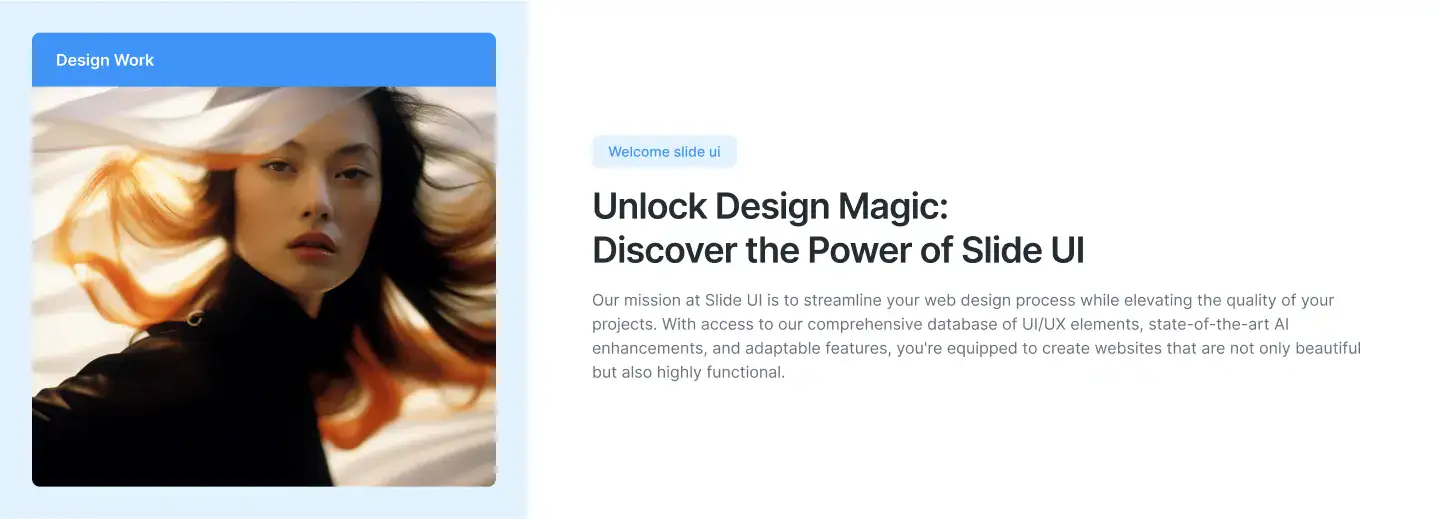 Design Work
Welcome slide ui
Unlock Design Magic:
Discover the Power of Slide UI
Our mission at Slide UI is to streamline your web design process while elevating the quality of your
projects. With access to our comprehensive database of UI/UX elements, state-of-the-art AI
enhancements, and adaptable features, you're equipped to create websites that are not only beautiful
but also highly functional.